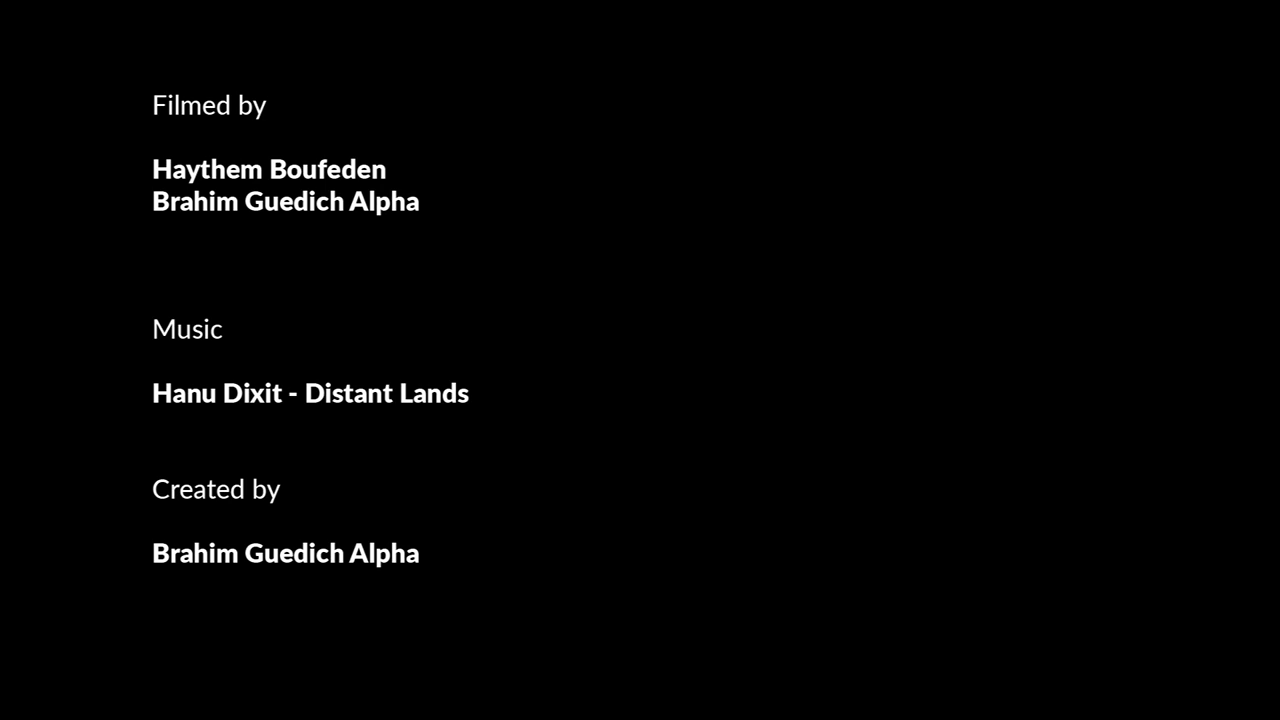 Filmed by
Haythem Boufeden
Brahim Guedich Alpha
Music
Hanu Dixit - Distant Lands
Created by
Brahim Guedich Alpha